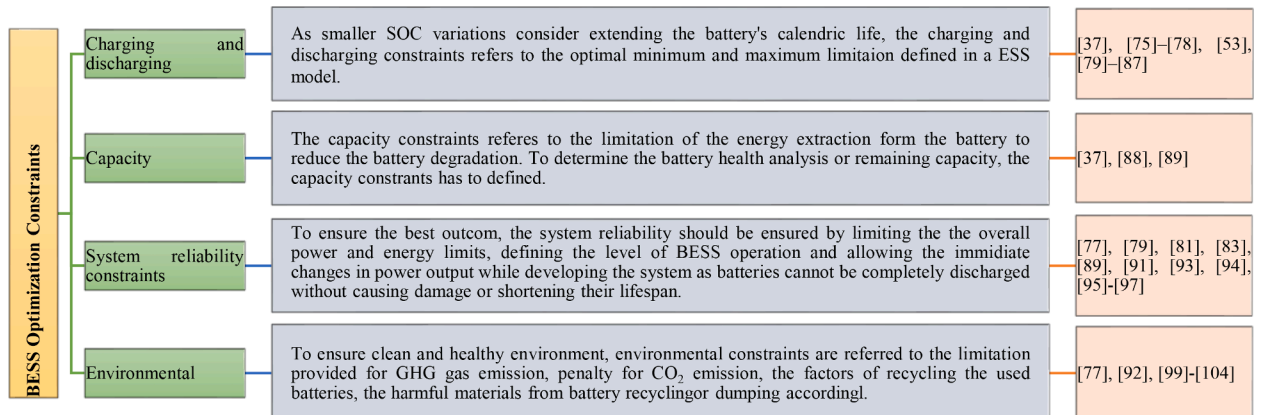 BESS Optimization Constraints
Charging and
discharging
As smaller SOC variations consider extending the battery's calendric life, the charging and
discharging constraints refers to the optimal minimum and maximum limitaion defined in a ESS
model.
[37], [75]–[78], [53],
[79]–[87]
Capacity
The capacity constraints referes to the limitation of the energy extraction form the battery to
reduce the battery degradation. To determine the battery health analysis or remaining capacity, the
capacity constrants has to defined.
[37], [88], [89]
System reliability
constraints
To ensure the best outcom, the system reliability should be ensured by limiting the the overall
power and energy limits, defining the level of BESS operation and allowing the immidiate
changes in power output while developing the system as batteries cannot be completely discharged
without causing damage or shortening their lifespan.
[77], [79], [81], [83],
[89], [91], [93], [94],
[95]-[97]
Environmental
To ensure clean and healthy environment, environmental constraints are referred to the limitation
provided for GHG gas emission, penalty for CO₂ emission, the factors of recycling the used
batteries, the harmful materials from battery recyclingor dumping accordingl.
[77], [92], [99]-[104]